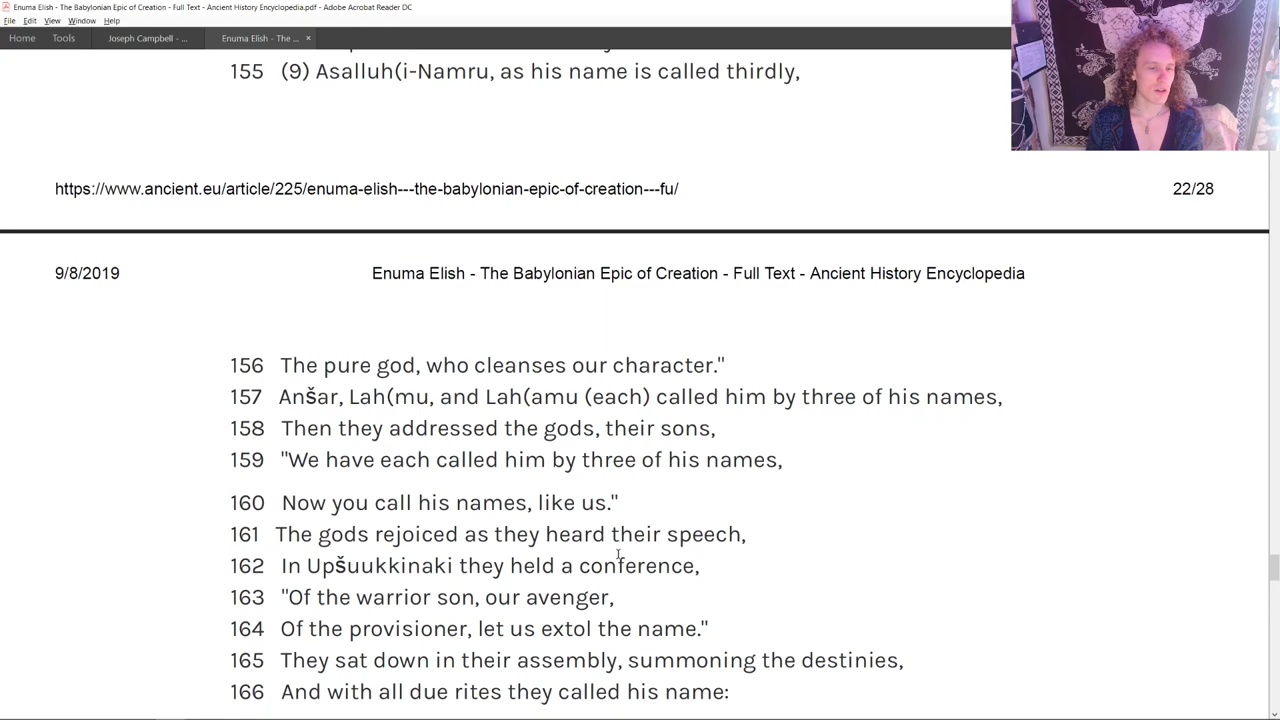 Enuma Elish - The Babylonian Epic of Creation - Full Text - Ancient History Encyclopedia.pdf - Adobe Acrobat Reader DC
File Edit View Window Help
Home Tools Joseph Campbell - ... Enuma Elish - The ... ×
155 (9) Asalluh(i-Namru, as his name is called thirdly,
https://www.ancient.eu/article/225/enuma-elish---the-babylonian-epic-of-creation---fu/ 22/28
9/8/2019 Enuma Elish - The Babylonian Epic of Creation - Full Text - Ancient History Encyclopedia
156 The pure god, who cleanses our character."
157 Anšar, Lah(mu, and Lah(amu (each) called him by three of his names,
158 Then they addressed the gods, their sons,
159 "We have each called him by three of his names,
160 Now you call his names, like us."
161 The gods rejoiced as they heard their speech,
162 In Upšuukkinaki they held a conference,
163 "Of the warrior son, our avenger,
164 Of the provisioner, let us extol the name."
165 They sat down in their assembly, summoning the destinies,
166 And with all due rites they called his name: